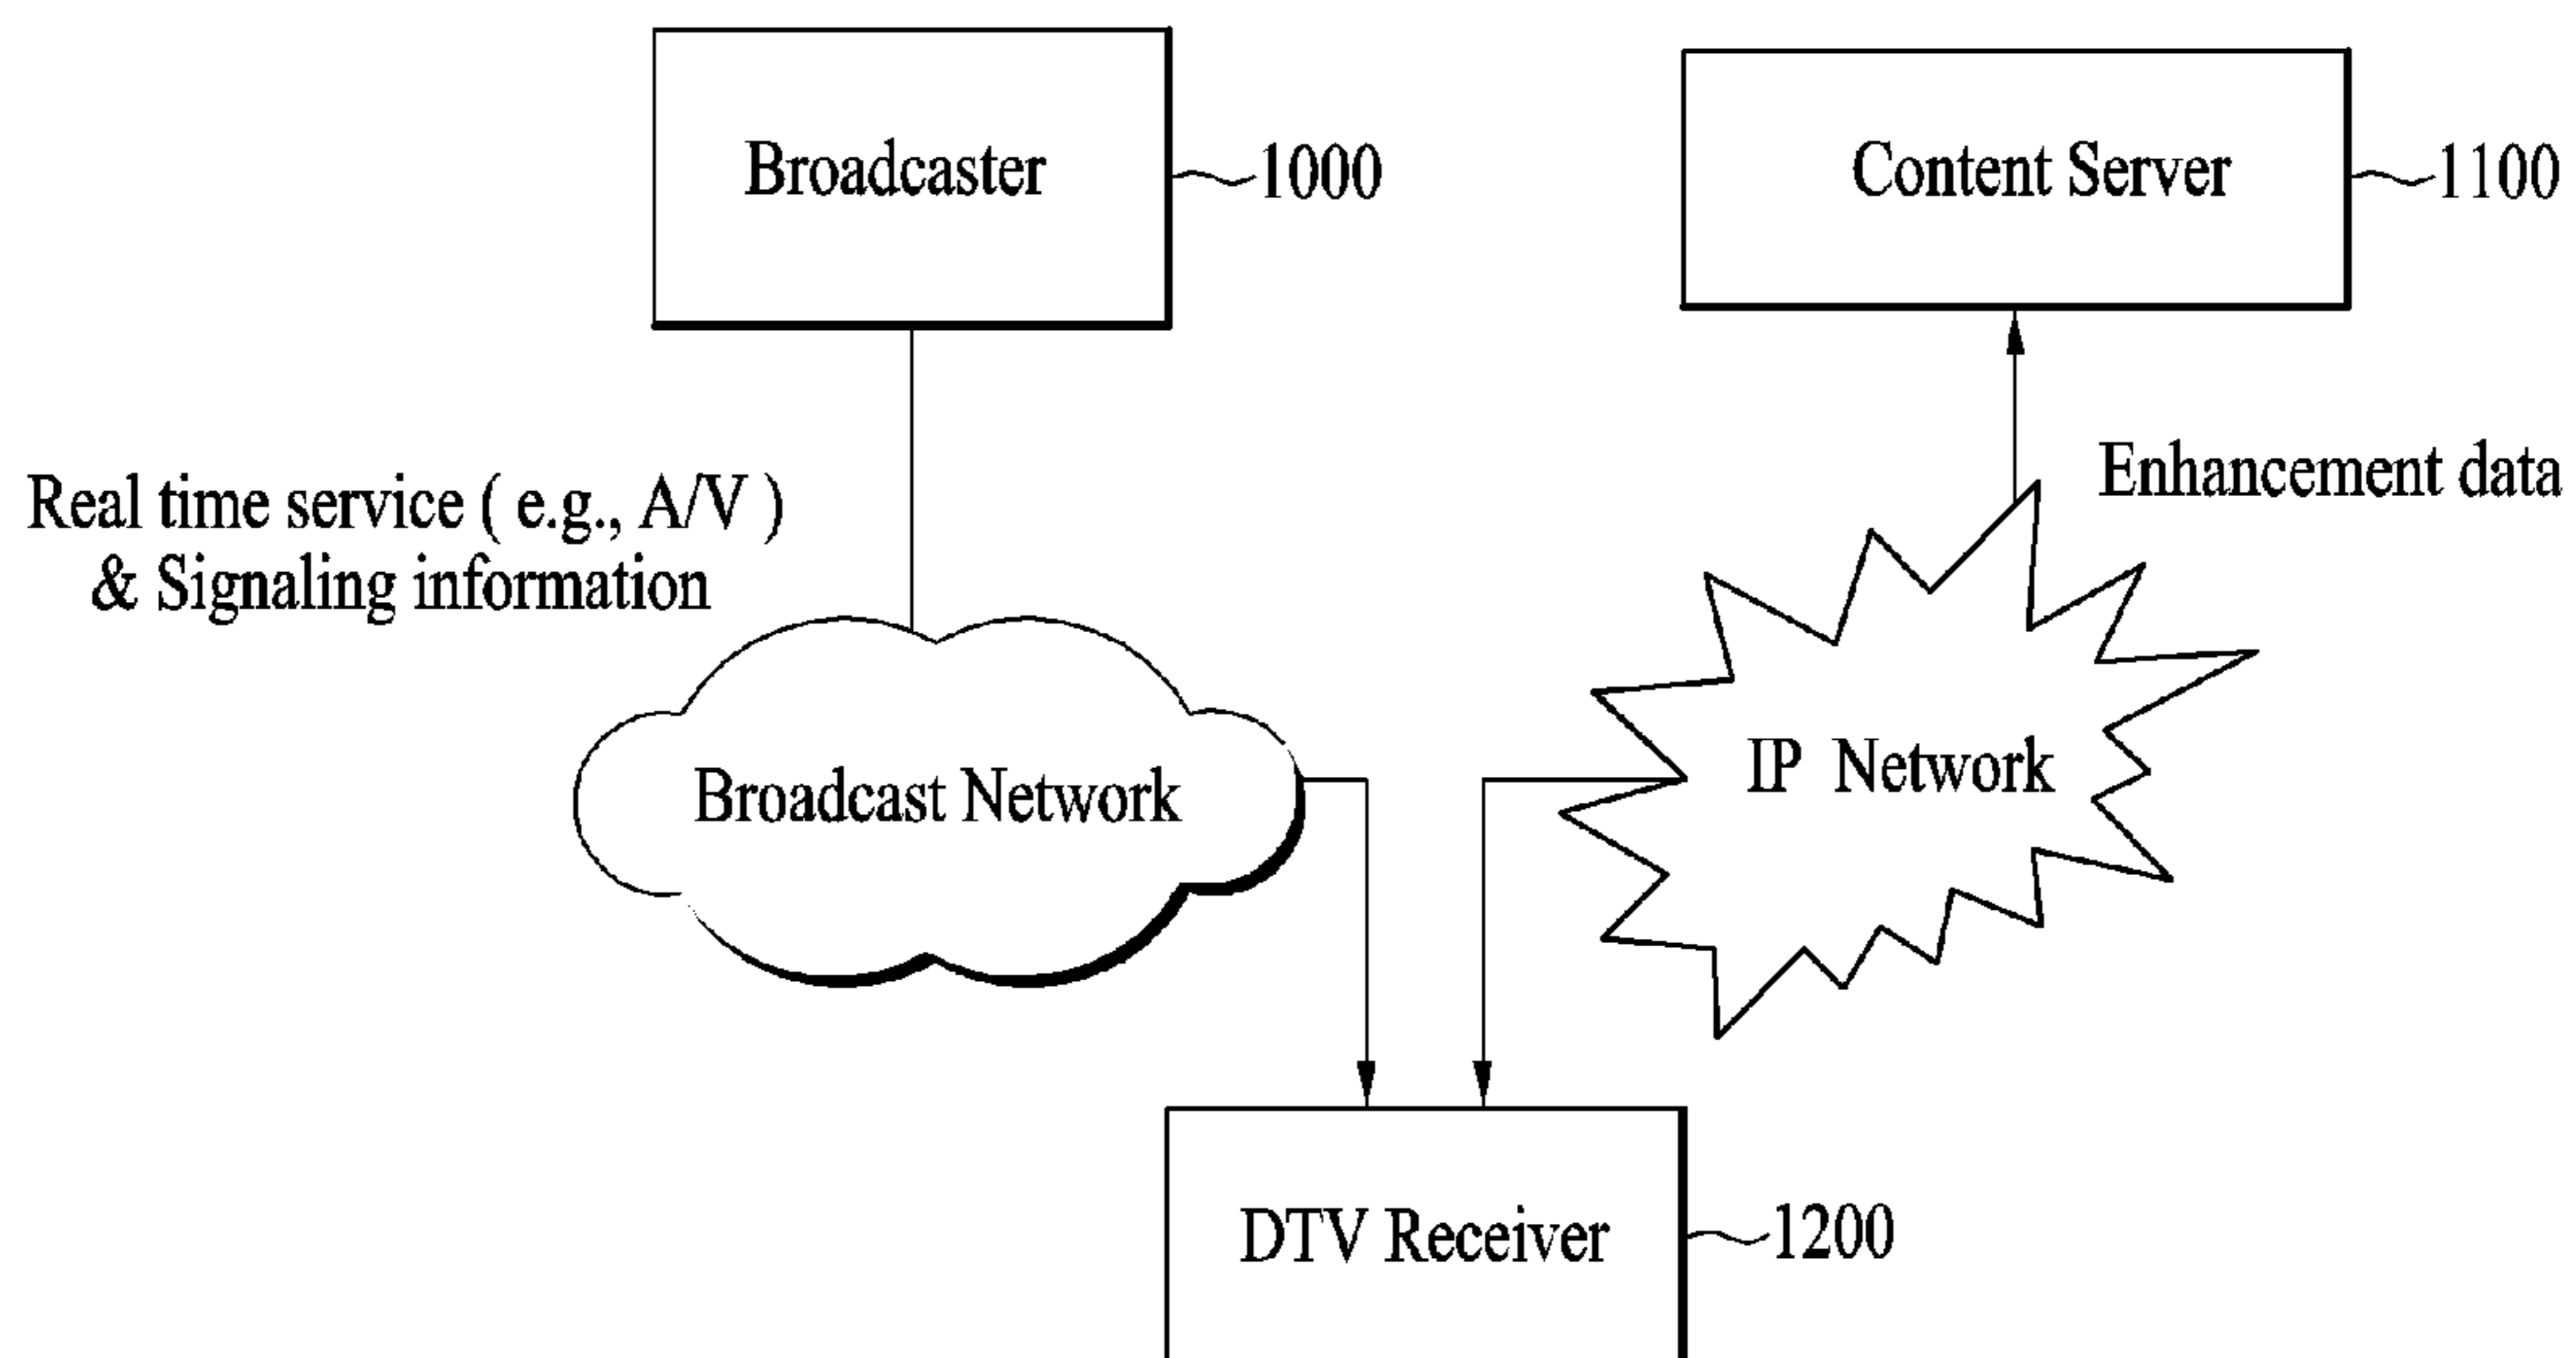 Broadcaster
1000
Content Server
1100
Real time service ( e.g., A/V )
& Signaling information
Enhancement data
Broadcast Network
IP Network
DTV Receiver
1200